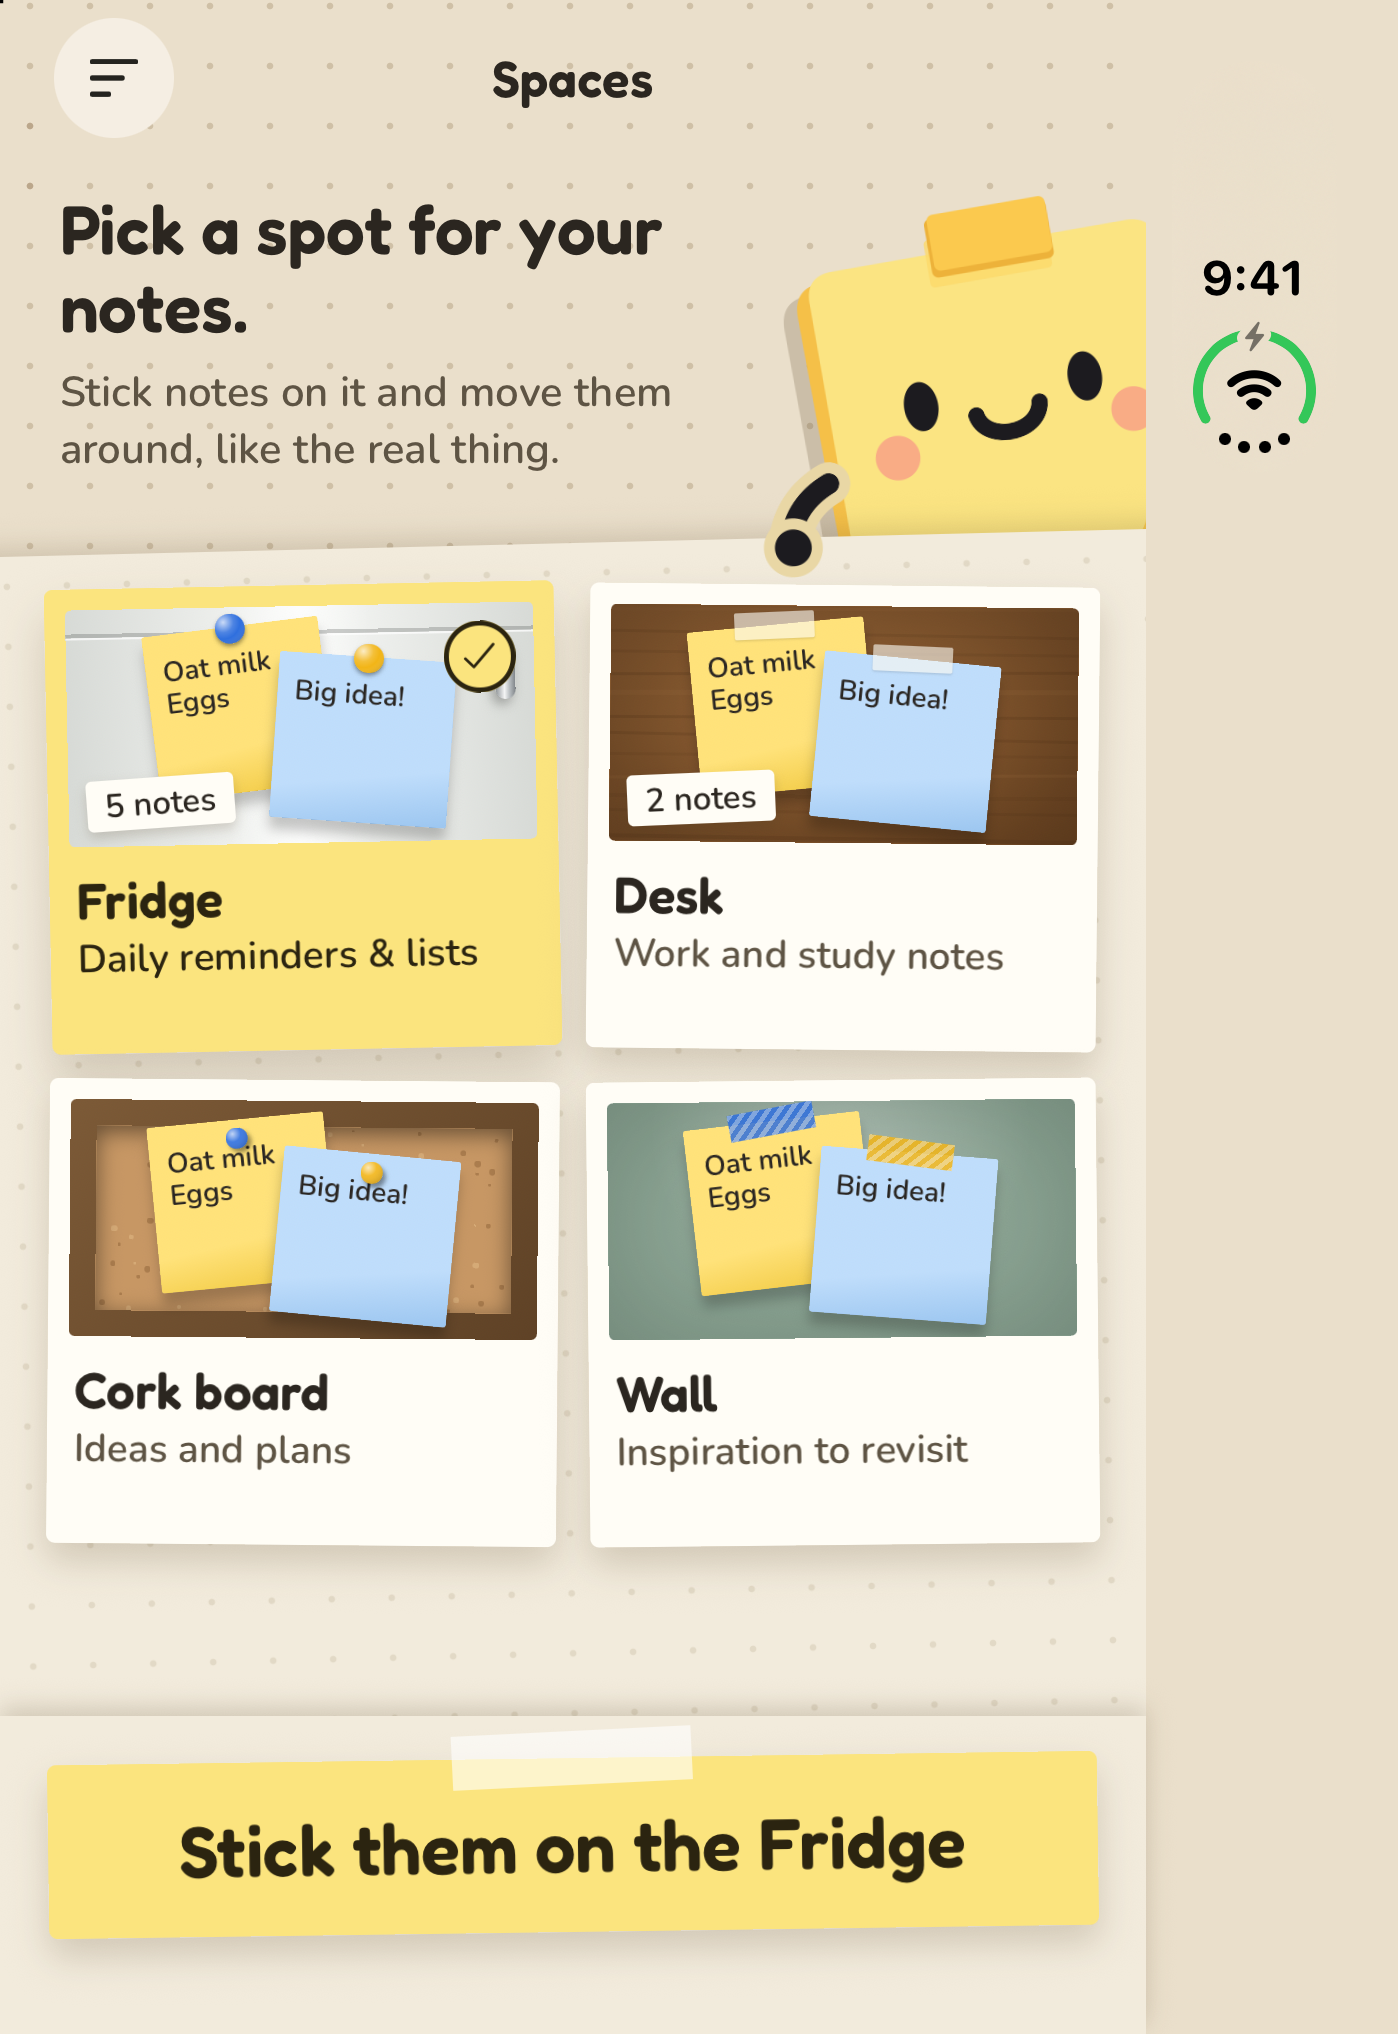 Spaces
Pick a spot for your
notes.
Stick notes on it and move them
around, like the real thing.
9:41
Oat milk
Eggs
Big idea!
5 notes
Fridge
Daily reminders & lists
Oat milk
Eggs
Big idea!
2 notes
Desk
Work and study notes
Oat milk
Eggs
Big idea!
Cork board
Ideas and plans
Oat milk
Eggs
Big idea!
Wall
Inspiration to revisit
Stick them on the Fridge